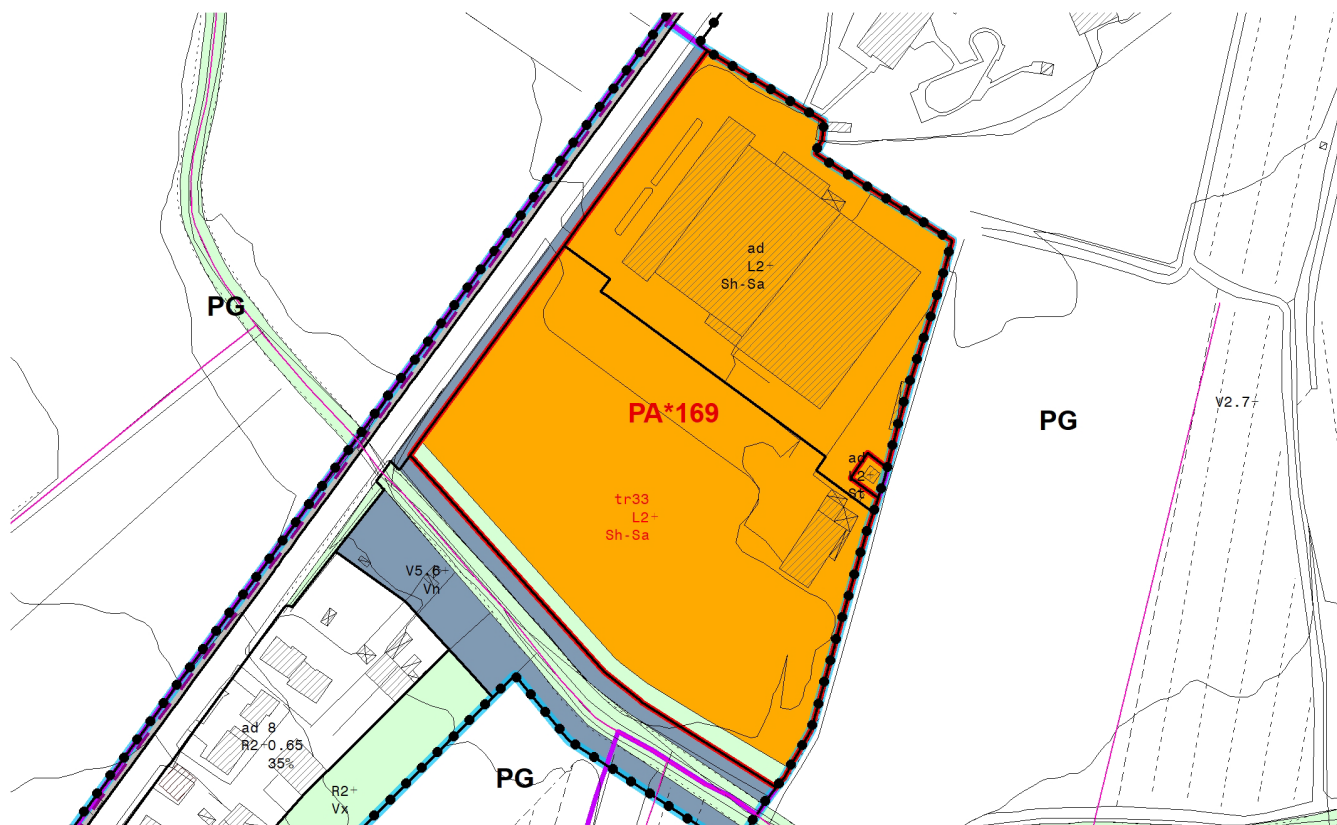 ad
L2÷
Sh-Sa
PG
V2.7÷
PA*169
PG
ad
L2÷
St
tr33
L2÷
Sh-Sa
V5.6÷
Vn
ad 8
R2÷0.65
35%
PG
R2÷
Vx